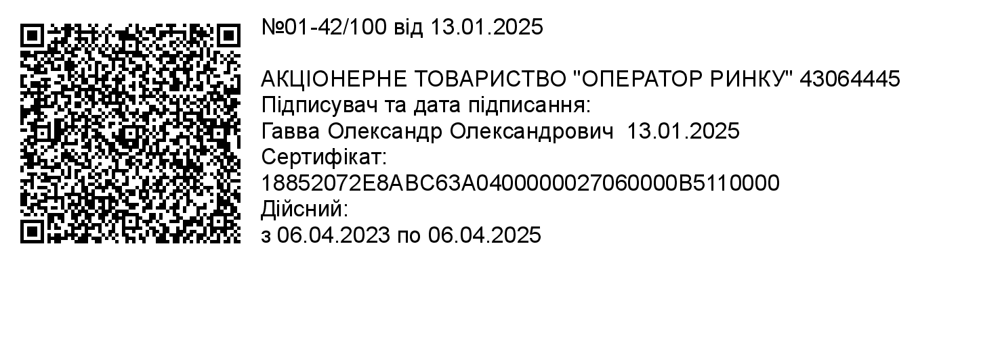 №01-42/100 від 13.01.2025
АКЦІОНЕРНЕ ТОВАРИСТВО "ОПЕРАТОР РИНКУ" 43064445
Підписувач та дата підписання:
Гавва Олександр Олександрович  13.01.2025
Сертифікат:
18852072E8ABC63A0400000027060000B5110000
Дійсний:
з 06.04.2023 по 06.04.2025